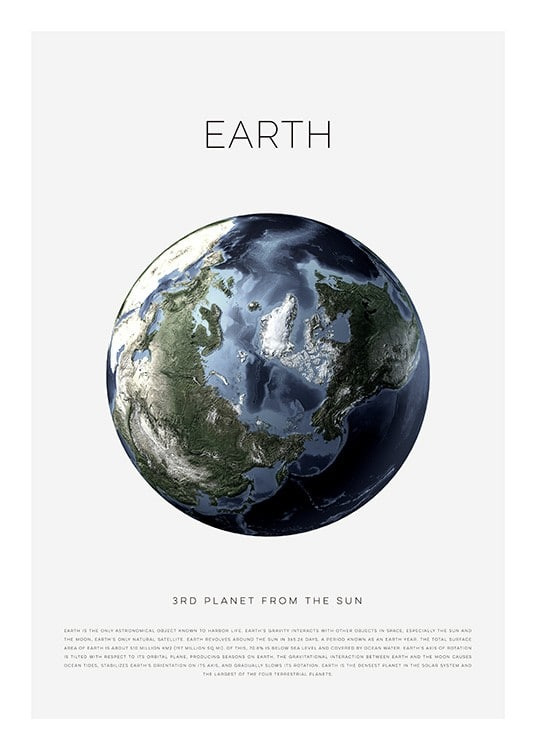 EARTH
3RD PLANET FROM THE SUN
EARTH IS THE ONLY ASTRONOMICAL OBJECT KNOWN TO HARBOR LIFE. EARTH'S GRAVITY INTERACTS WITH OTHER OBJECTS IN SPACE, ESPECIALLY THE SUN AND
THE MOON, EARTH'S ONLY NATURAL SATELLITE. EARTH REVOLVES AROUND THE SUN IN 365.26 DAYS, A PERIOD KNOWN AS AN EARTH YEAR. THE TOTAL SURFACE
AREA OF EARTH IS ABOUT 510 MILLION KM2 (197 MILLION SQ MI). OF THIS, 70.8% IS BELOW SEA LEVEL AND COVERED BY OCEAN WATER. EARTH'S AXIS OF ROTATION
IS TILTED WITH RESPECT TO ITS ORBITAL PLANE, PRODUCING SEASONS ON EARTH. THE GRAVITATIONAL INTERACTION BETWEEN EARTH AND THE MOON CAUSES
OCEAN TIDES, STABILIZES EARTH'S ORIENTATION ON ITS AXIS, AND GRADUALLY SLOWS ITS ROTATION. EARTH IS THE DENSEST PLANET IN THE SOLAR SYSTEM AND
THE LARGEST OF THE FOUR TERRESTRIAL PLANETS.